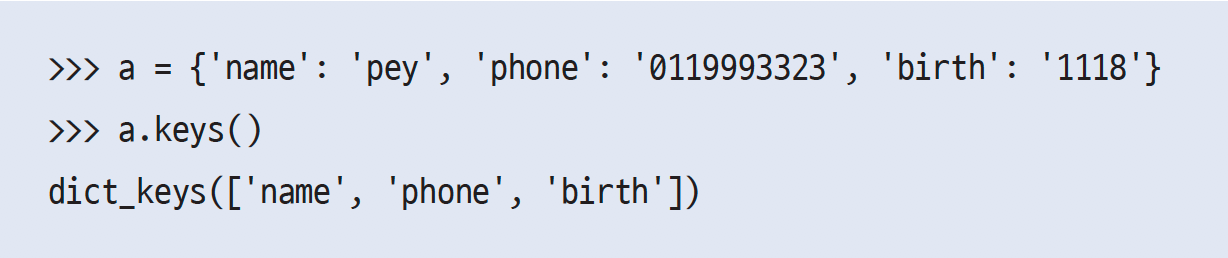 >>> a = {'name': 'pey', 'phone': '0119993323', 'birth': '1118'}
>>> a.keys()
dict_keys(['name', 'phone', 'birth'])